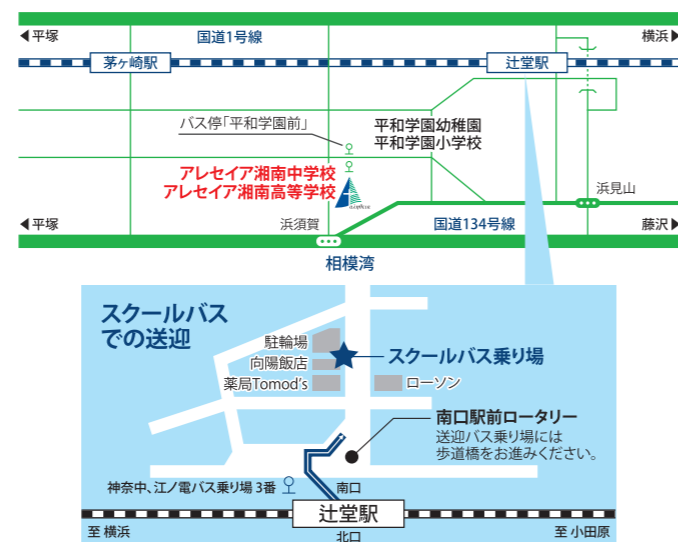 ◀平塚
国道1号線
横浜▶
茅ヶ崎駅
辻堂駅
バス停「平和学園前」
平和学園幼稚園
平和学園小学校
アレセイア湘南中学校
アレセイア湘南高等学校
浜見山
◀平塚
浜須賀
国道134号線
藤沢▶
相模湾
スクールバス
での送迎
駐輪場
向陽飯店
薬局Tomod's
スクールバス乗り場
ローソン
南口駅前ロータリー
送迎バス乗り場には
歩道橋をお進みください。
神奈中、江ノ電バス乗り場 3番
南口
辻堂駅
至 横浜
北口
至 小田原